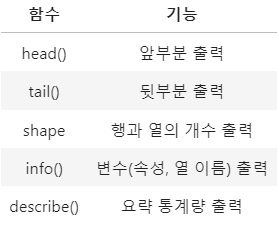 함수 기능
head() 앞부분 출력
tail() 뒷부분 출력
shape 행과 열의 개수 출력
info() 변수(속성, 열 이름) 출력
describe() 요약 통계량 출력